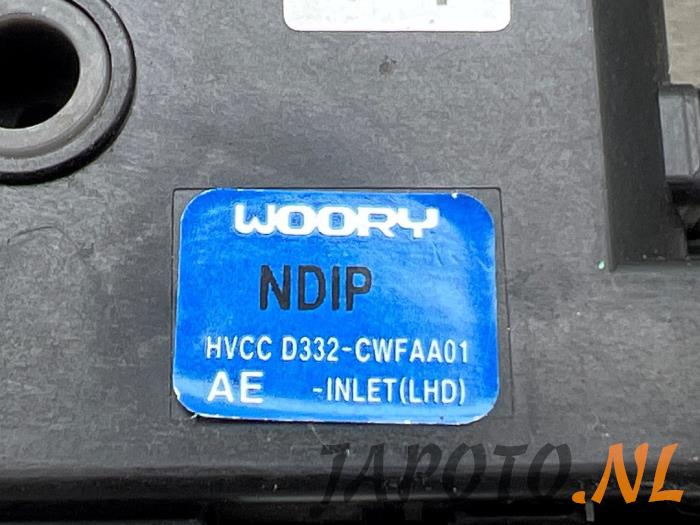 WOORY
NDIP
HVCC D332-CWFAA01
AE -INLET(LHD)
JAPOTO.NL